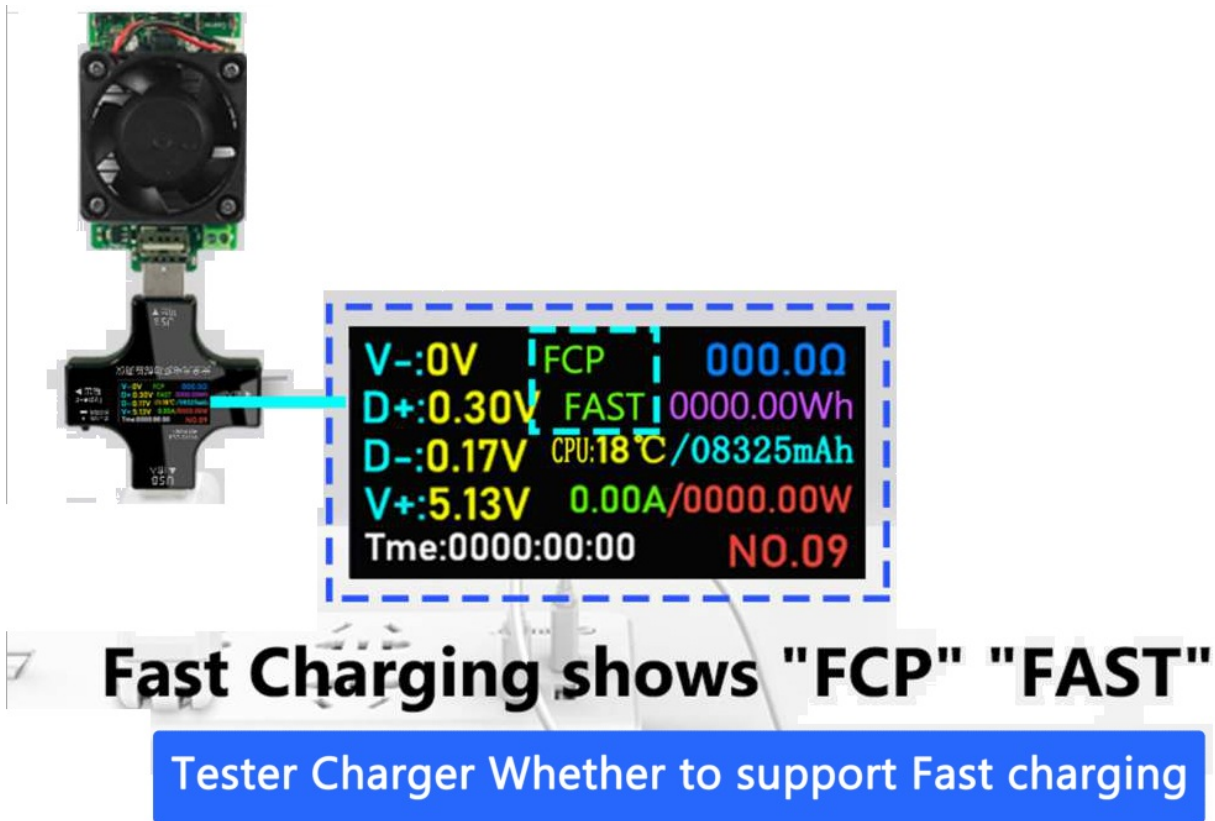 V-:0V FCP 000.0Ω
D+:0.30V FAST 0000.00Wh
D-:0.17V CPU:18℃/08325mAh
V+:5.13V 0.00A/0000.00W
Tme:0000:00:00 NO.09
Fast Charging shows "FCP" "FAST"
Tester Charger Whether to support Fast charging